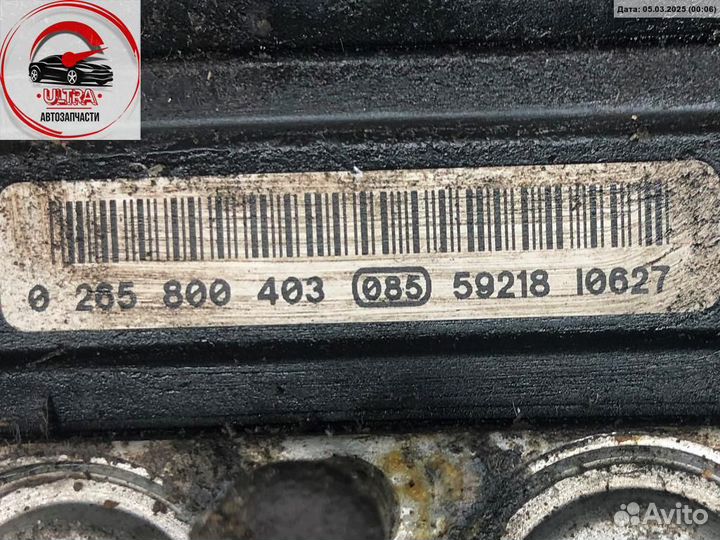 Дата: 05.03.2025 (00:06)
ULTRA
АВТОЗАПЧАСТИ
0 265 800 403 085 59218 10627
Avito